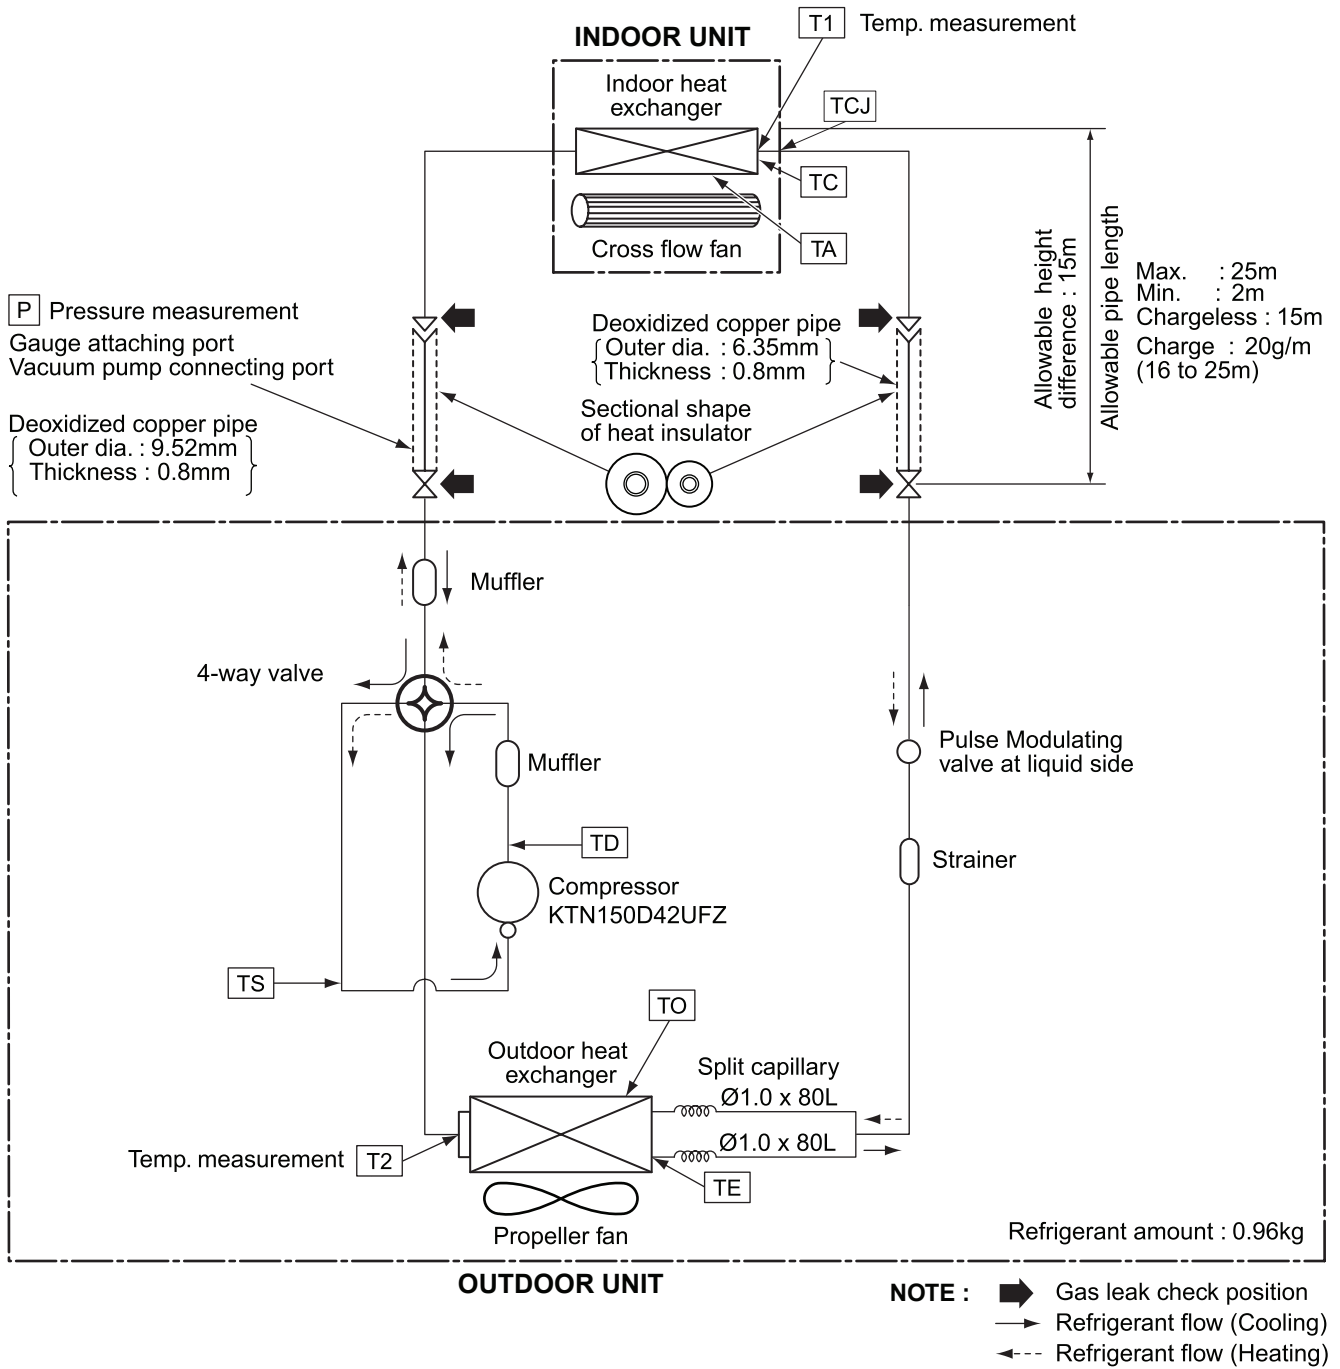 T1 Temp. measurement
INDOOR UNIT
Indoor heat
exchanger
TCJ
TC
TA
Cross flow fan
Allowable height
difference : 15m
Allowable pipe length
Max. : 25m
Min. : 2m
Chargeless : 15m
Charge : 20g/m
(16 to 25m)
P Pressure measurement
Gauge attaching port
Vacuum pump connecting port
Deoxidized copper pipe
Outer dia. : 9.52mm
Thickness : 0.8mm
Deoxidized copper pipe
Outer dia. : 6.35mm
Thickness : 0.8mm
Sectional shape
of heat insulator
Muffler
4-way valve
Muffler
TD
Compressor
KTN150D42UFZ
TS
Pulse Modulating
valve at liquid side
Strainer
TO
Outdoor heat
exchanger
Split capillary
Ø1.0 x 80L
Ø1.0 x 80L
Temp. measurement T2
TE
Propeller fan
Refrigerant amount : 0.96kg
OUTDOOR UNIT
NOTE : Gas leak check position
Refrigerant flow (Cooling)
Refrigerant flow (Heating)